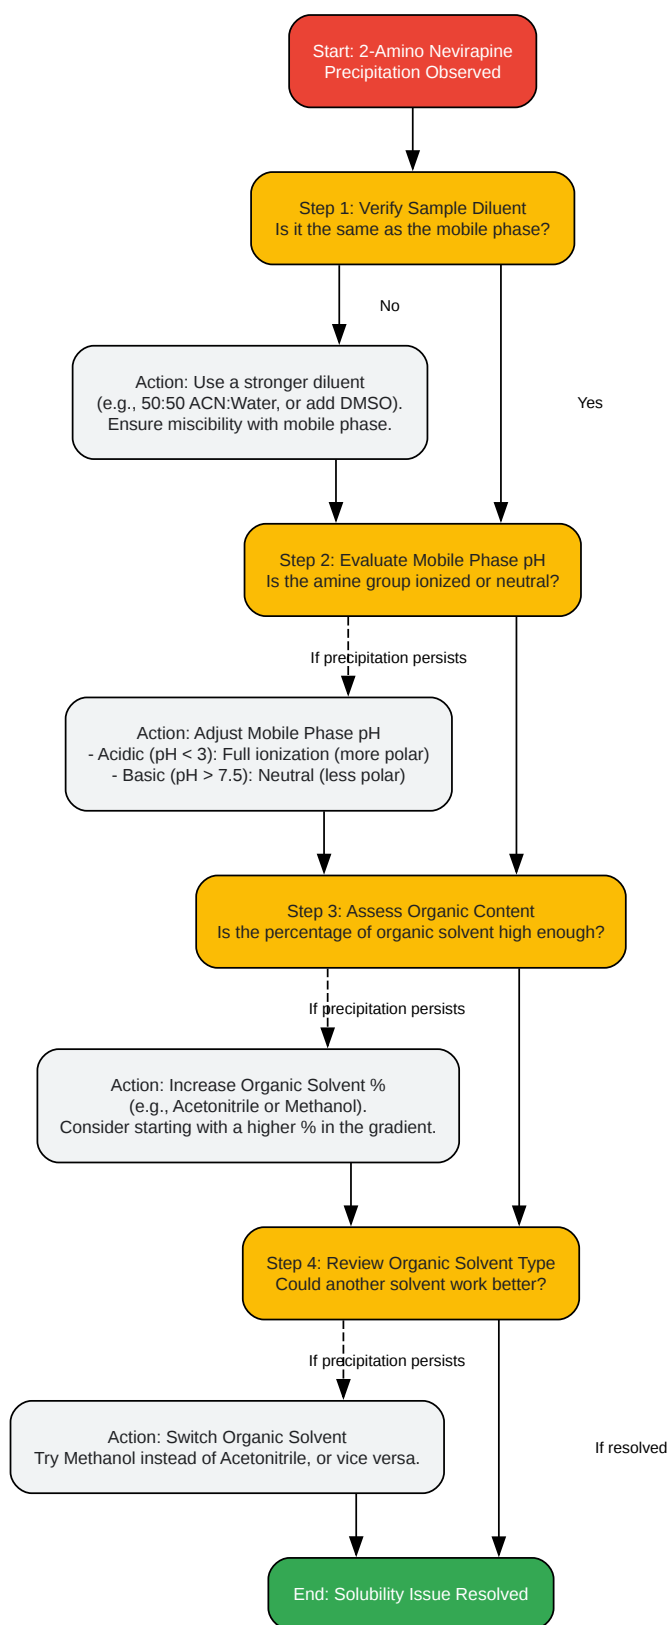 Start: 2-Amino Nevirapine
Precipitation Observed
Step 1: Verify Sample Diluent
Is it the same as the mobile phase?
No
Action: Use a stronger diluent
(e.g., 50:50 ACN:Water, or add DMSO).
Ensure miscibility with mobile phase.
Yes
Step 2: Evaluate Mobile Phase pH
Is the amine group ionized or neutral?
If precipitation persists
Action: Adjust Mobile Phase pH
- Acidic (pH < 3): Full ionization (more polar)
- Basic (pH > 7.5): Neutral (less polar)
Step 3: Assess Organic Content
Is the percentage of organic solvent high enough?
If precipitation persists
Action: Increase Organic Solvent %
(e.g., Acetonitrile or Methanol).
Consider starting with a higher % in the gradient.
Step 4: Review Organic Solvent Type
Could another solvent work better?
If precipitation persists
Action: Switch Organic Solvent
Try Methanol instead of Acetonitrile, or vice versa.
If resolved
End: Solubility Issue Resolved